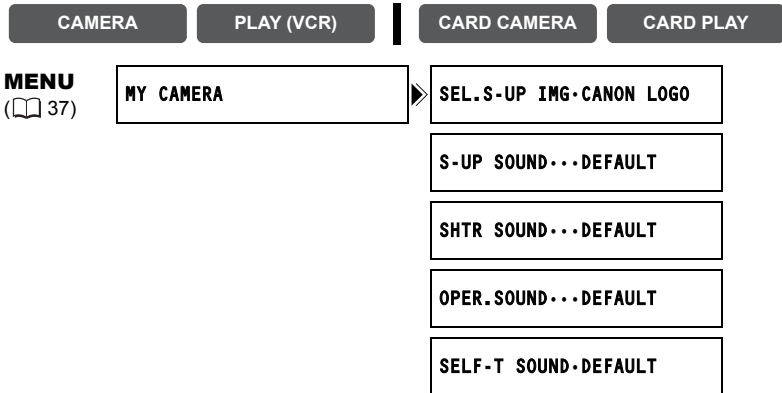 CAMERA PLAY (VCR) CARD CAMERA CARD PLAY
MENU
( 37)
MY CAMERA
SEL.S-UP IMG·CANON LOGO
S-UP SOUND···DEFAULT
SHTR SOUND···DEFAULT
OPER.SOUND···DEFAULT
SELF-T SOUND·DEFAULT